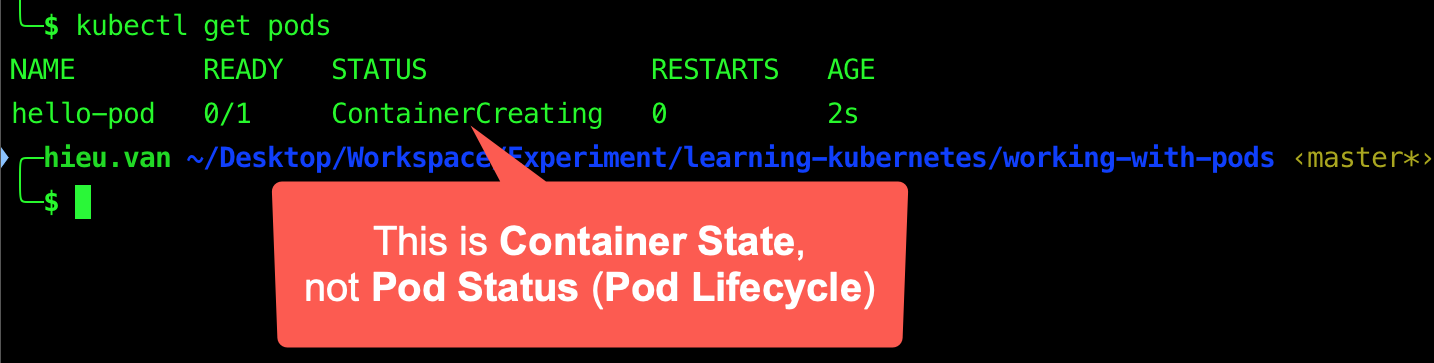 $ kubectl get pods
NAME READY STATUS RESTARTS AGE
hello-pod 0/1 ContainerCreating 0 2s
hieu.van ~/Desktop/Workspace/Experiment/learning-kubernetes/working-with-pods ‹master*›
$
This is Container State,
not Pod Status (Pod Lifecycle)